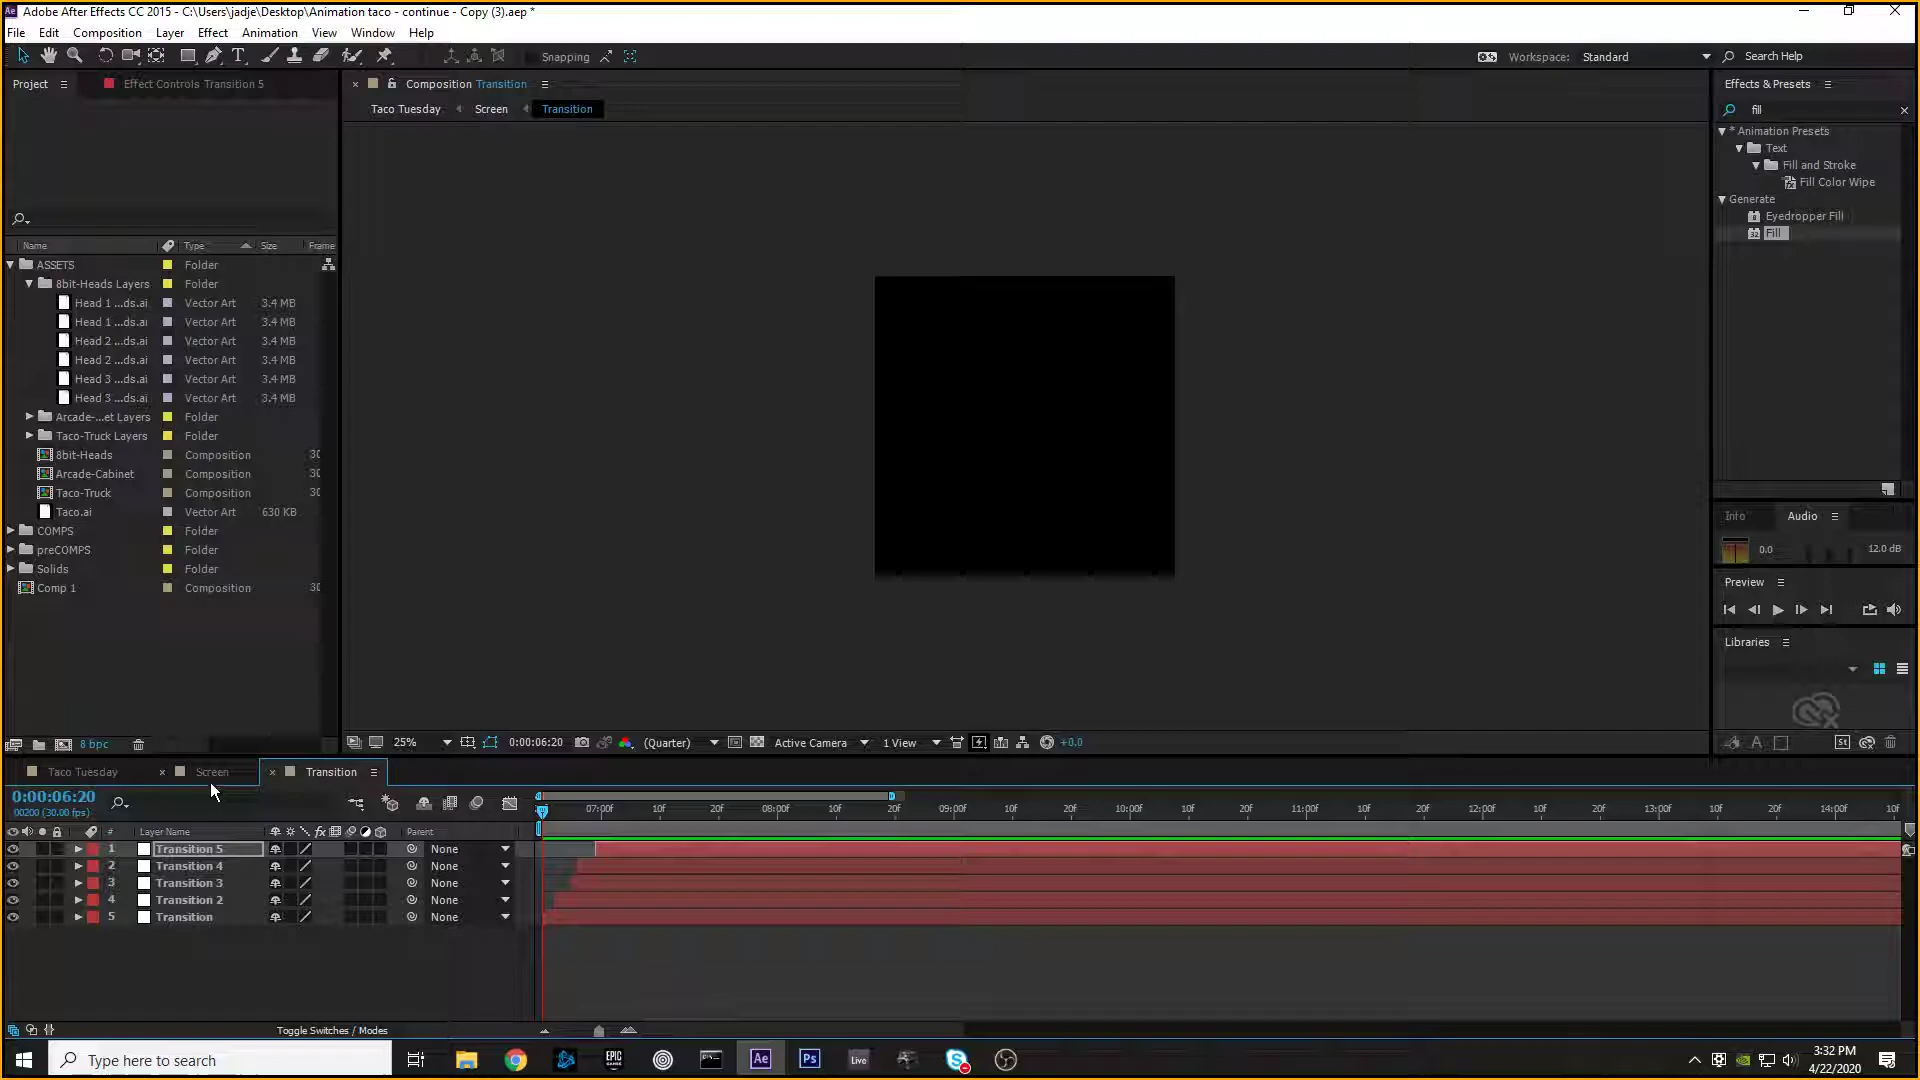 Adobe After Effects CC 2015 - C:\Users\jadje\Desktop\Animation taco - continue - Copy (3).aep *
File Edit Composition Layer Effect Animation View Window Help
Snapping Workspace: Standard Search Help
Project Effect Controls Transition 5 Composition Transition Effects & Presets
Taco Tuesday Screen Transition fill
* Animation Presets
Text
Fill and Stroke
Fill Color Wipe
Generate
Eyedropper Fill
Fill
Name Type Size Frame
ASSETS Folder
8bit-Heads Layers Folder
Head 1 ...ds.ai Vector Art 3.4 MB
Head 1 ...ds.ai Vector Art 3.4 MB
Head 2 ...ds.ai Vector Art 3.4 MB
Head 2 ...ds.ai Vector Art 3.4 MB
Head 3 ...ds.ai Vector Art 3.4 MB
Head 3 ...ds.ai Vector Art 3.4 MB
Arcade-...et Layers Folder
Taco-Truck Layers Folder
8bit-Heads Composition 30
Arcade-Cabinet Composition 30
Taco-Truck Composition 30
Taco.ai Vector Art 630 KB
COMPS Folder
preCOMPS Folder
Solids Folder
Comp 1 Composition 30
Info Audio
0.0 12.0 dB
Preview
Libraries
8 bpc 25% 0:00:06:20 (Quarter) Active Camera 1 View +0.0 St
Taco Tuesday Screen Transition
0:00:06:20
00200 (30.00 fps)
07:00f 10f 20f 08:00f 10f 20f 09:00f 10f 20f 10:00f 10f 20f 11:00f 10f 20f 12:00f 10f 20f 13:00f 10f 20f 14:00f 10f
# Layer Name fx Parent
1 Transition 5 None
2 Transition 4 None
3 Transition 3 None
4 Transition 2 None
5 Transition None
Toggle Switches / Modes
Type here to search
EPIC
Ae
Ps
Live
3:32 PM
4/22/2020